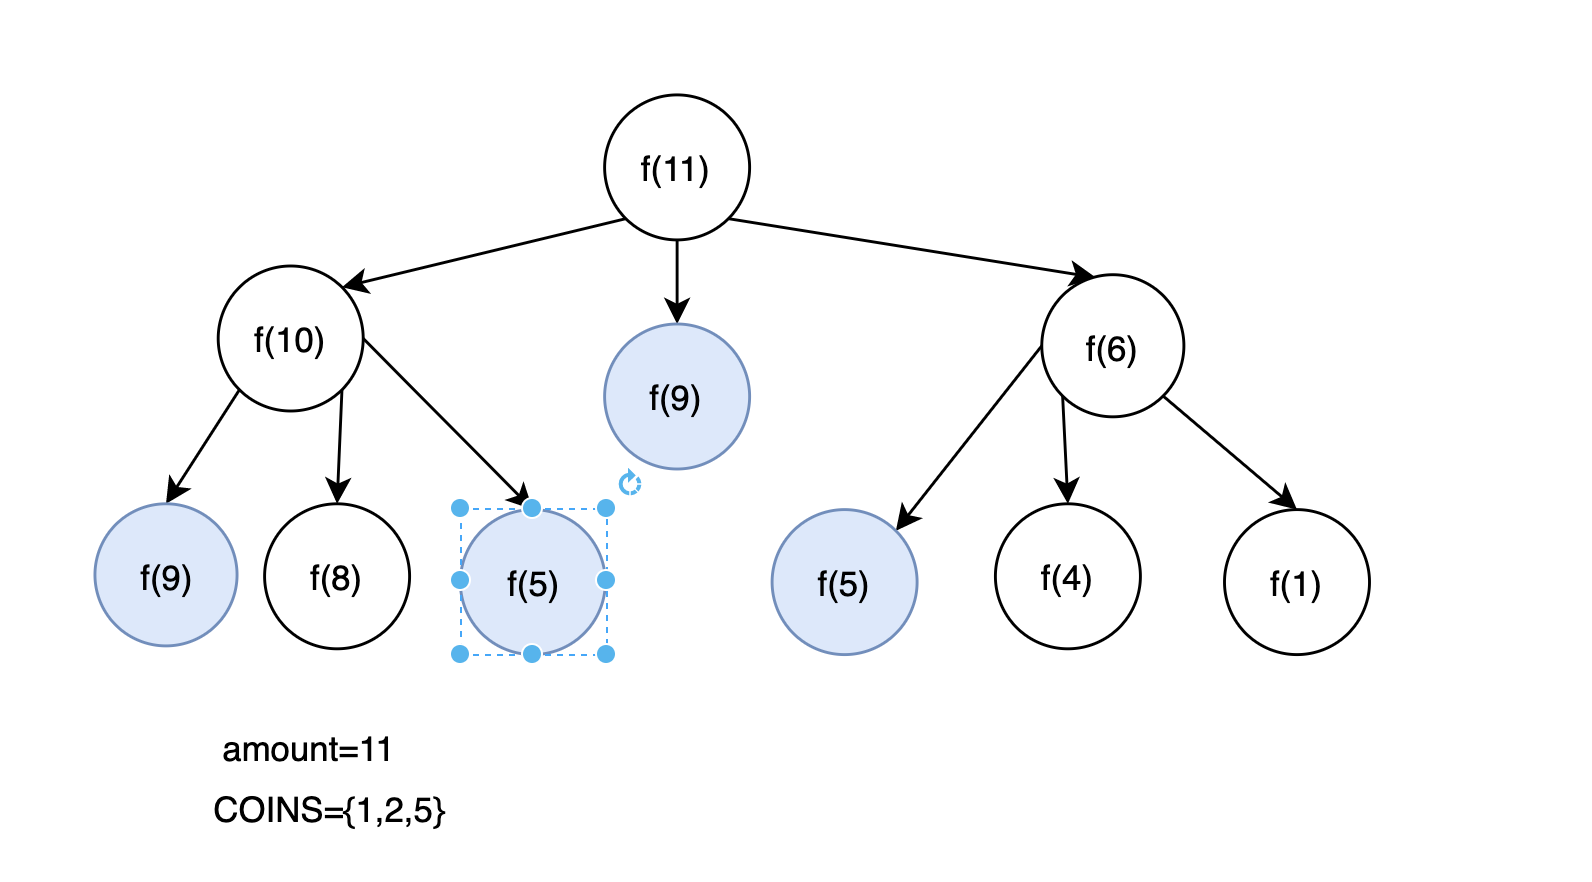 f(11)
f(10)
f(9)
f(6)
f(9)
f(8)
f(5)
f(5)
f(4)
f(1)
amount=11
COINS={1,2,5}